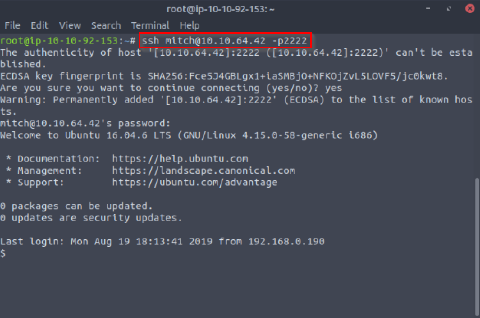 root@ip-10-10-92-153: ~
File Edit View Search Terminal Help
root@ip-10-10-92-153:~# ssh mitch@10.10.64.42 -p2222
The authenticity of host '[10.10.64.42]:2222 ([10.10.64.42]:2222)' can't be esta
blished.
ECDSA key fingerprint is SHA256:Fce5J4GBLgx1+iaSMBjO+NFKOjZvL5LOVF5/jc0kwt8.
Are you sure you want to continue connecting (yes/no)? yes
Warning: Permanently added '[10.10.64.42]:2222' (ECDSA) to the list of known hos
ts.
mitch@10.10.64.42's password:
Welcome to Ubuntu 16.04.6 LTS (GNU/Linux 4.15.0-58-generic i686)
* Documentation: https://help.ubuntu.com
* Management: https://landscape.canonical.com
* Support: https://ubuntu.com/advantage
0 packages can be updated.
0 updates are security updates.
Last login: Mon Aug 19 18:13:41 2019 from 192.168.0.190
$